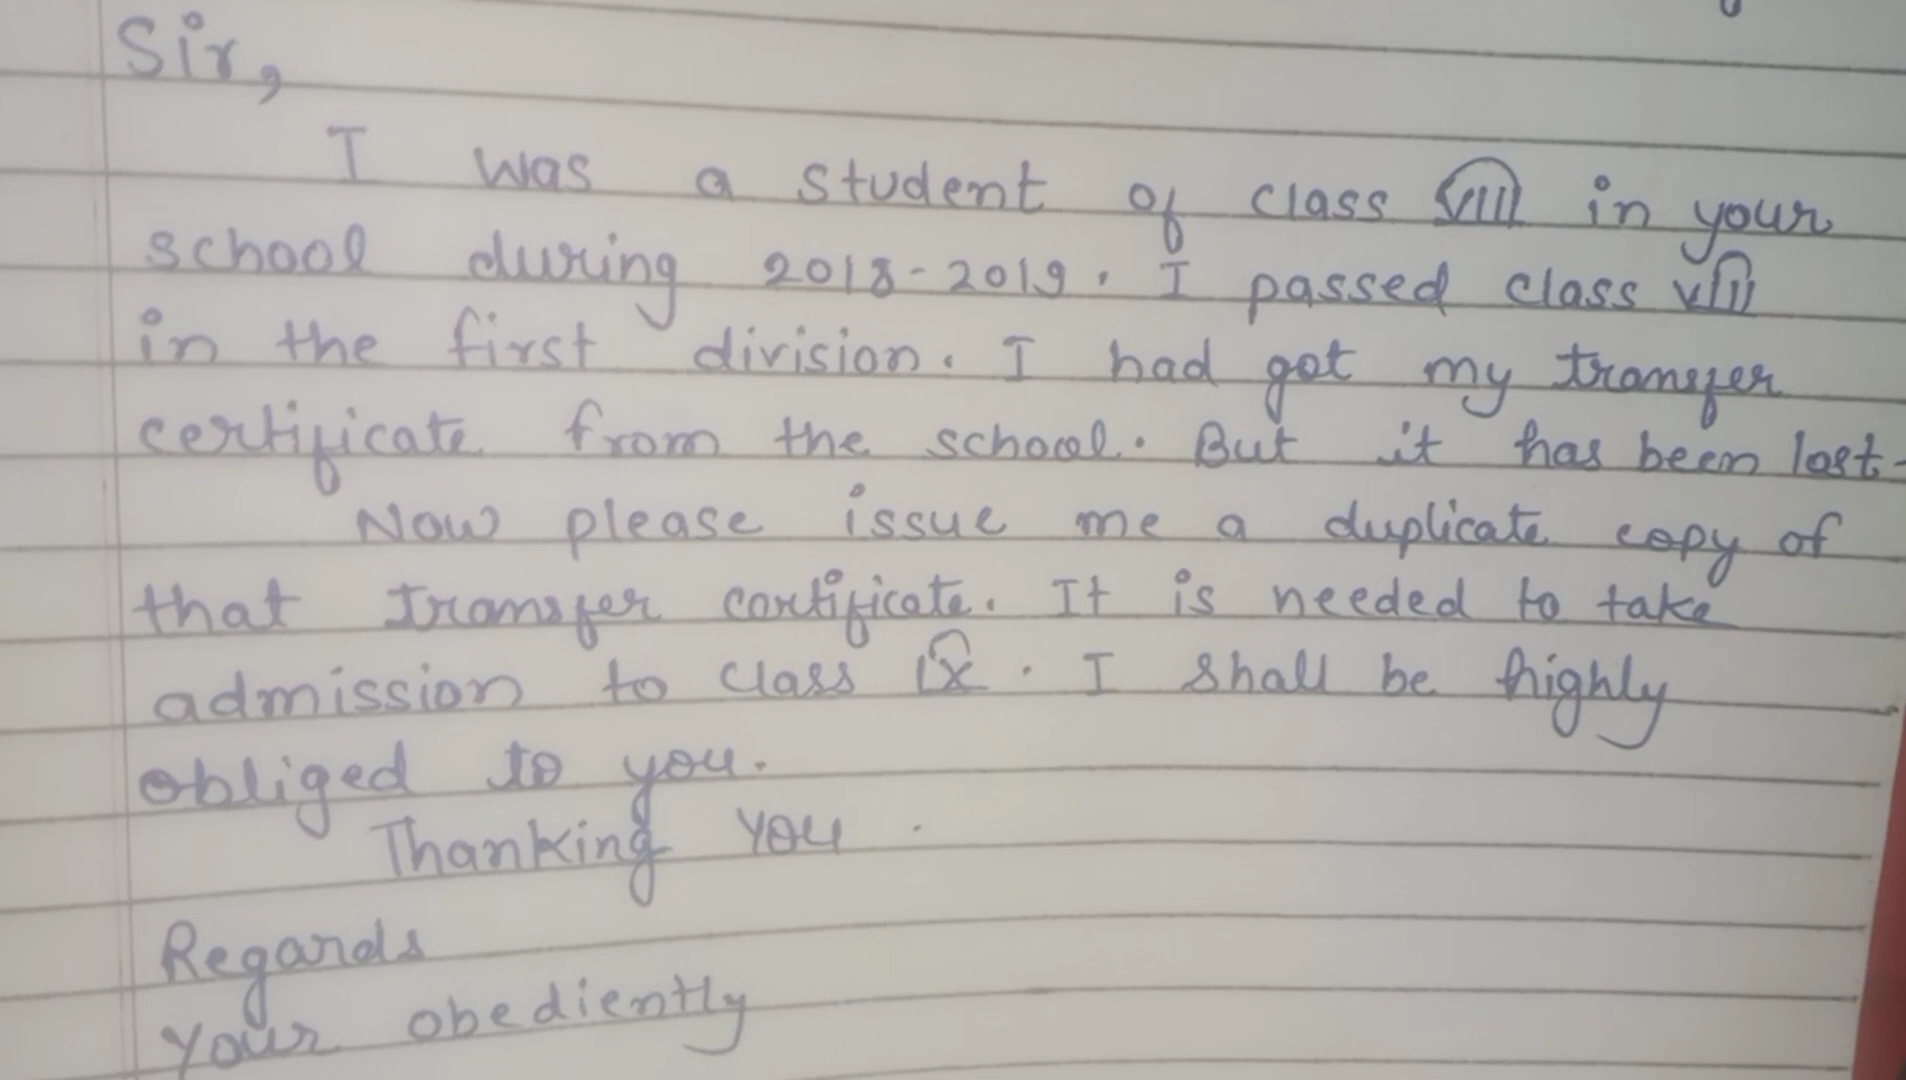 Sir,
I was a student of class VIII in your
school during 2018-2019. I passed class VIII
in the first division. I had got my transfer
certificate from the school. But it has been lost.
Now please issue me a duplicate copy of
that transfer certificate. It is needed to take
admission to class IX. I shall be highly
obliged to you.
Thanking you.
Regards
Your obediently